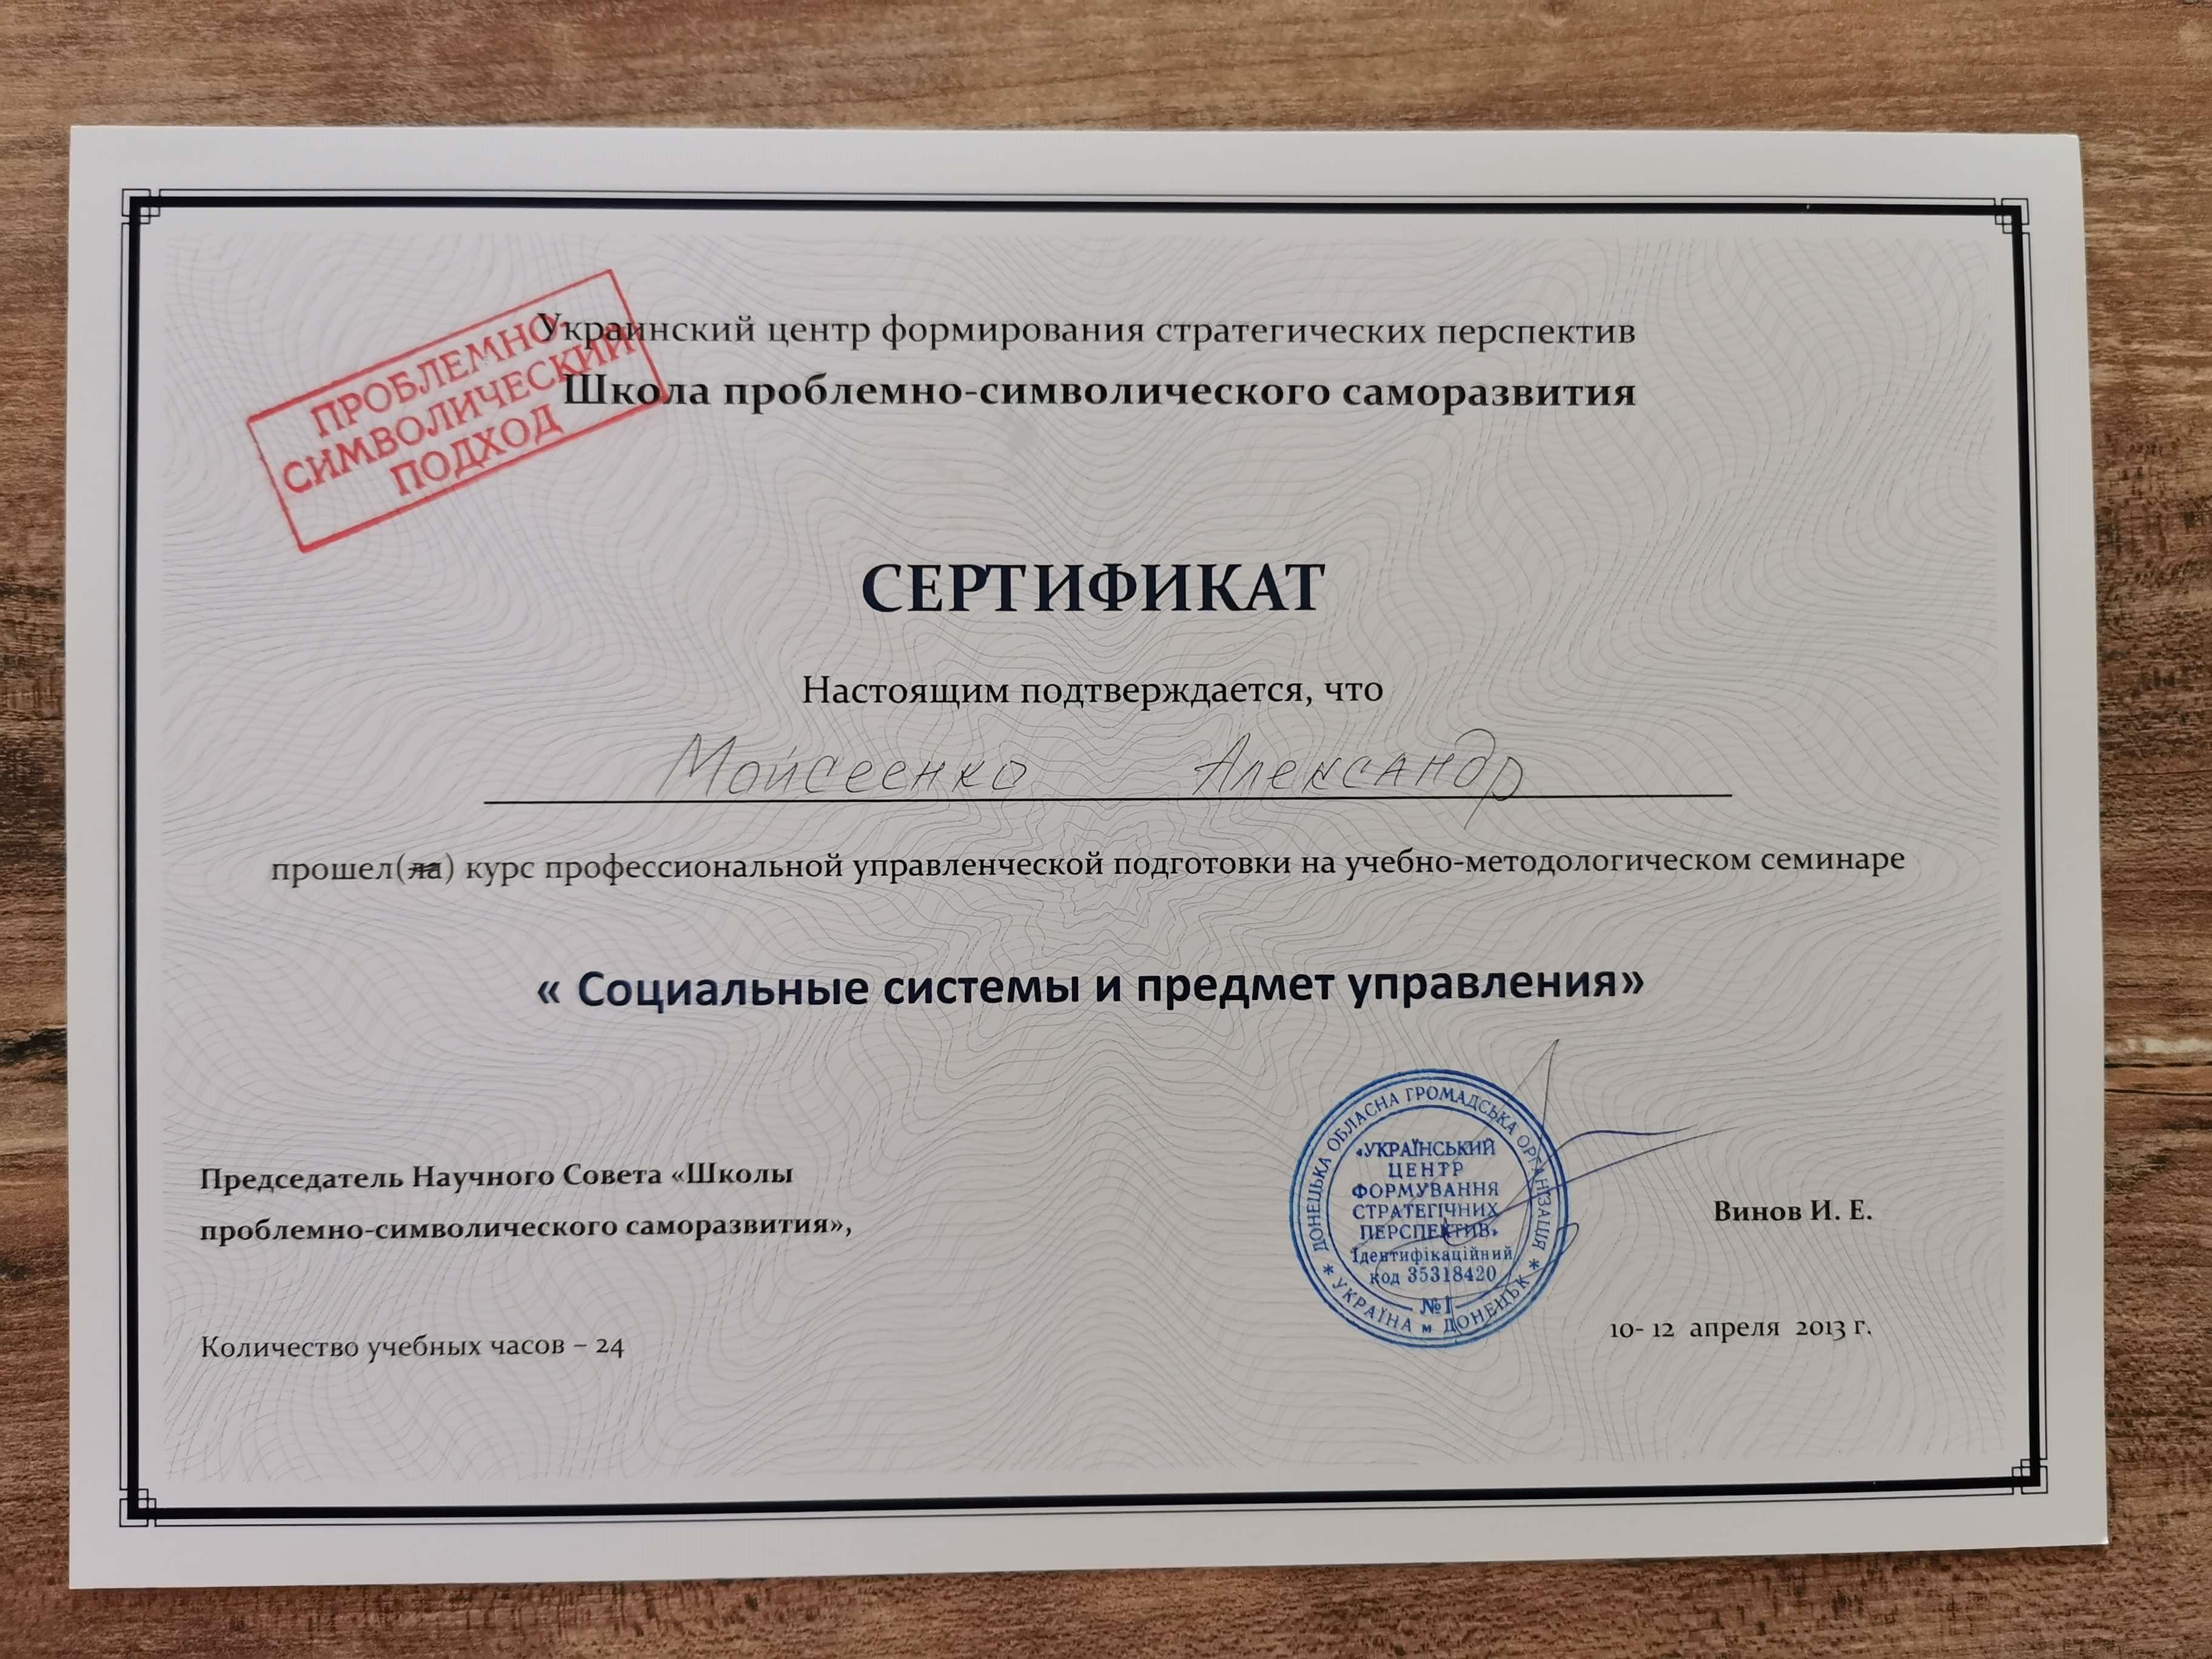 Украинский центр формирования стратегических перспектив
Школа проблемно-символического саморазвития
ПРОБЛЕМНО-
СИМВОЛИЧЕСКИЙ
ПОДХОД
СЕРТИФИКАТ
Настоящим подтверждается, что
Моисеенко Александр
прошел(ла) курс профессиональной управленческой подготовки на учебно-методологическом семинаре
« Социальные системы и предмет управления»
Председатель Научного Совета «Школы
проблемно-символического саморазвития»,
ДОНЕЦЬКА ОБЛАСНА ГРОМАДСЬКА ОРГАНІЗАЦІЯ
«УКРАЇНСЬКИЙ
ЦЕНТР
ФОРМУВАННЯ
СТРАТЕГІЧНИХ
ПЕРСПЕКТИВ»
Ідентифікаційний
код 35318420
№1
* УКРАЇНА м ДОНЕЦЬК *
Винов И. Е.
Количество учебных часов – 24
10- 12 апреля 2013 г.